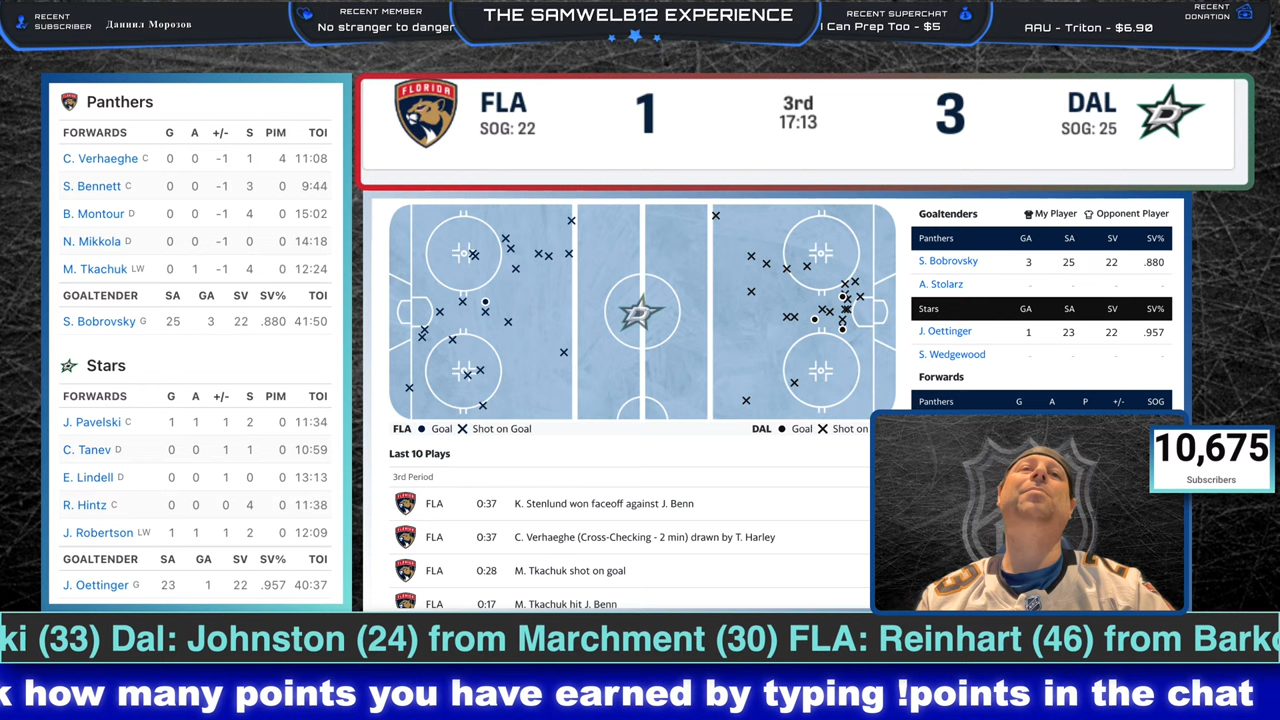 RECENT SUBSCRIBER
Даниил Морозов
RECENT MEMBER
No stranger to danger
THE SAMWELB12 EXPERIENCE
RECENT SUPERCHAT
I Can Prep Too - $5
RECENT DONATION
AAU - Triton - $6.90
Panthers
FORWARDS G A +/- S PIM TOI
C. Verhaeghe C 0 0 -1 1 4 11:08
S. Bennett C 0 0 -1 3 0 9:44
B. Montour D 0 0 -1 4 0 15:02
N. Mikkola D 0 0 -1 0 0 14:18
M. Tkachuk LW 0 1 -1 4 0 12:24
GOALTENDER SA GA SV SV% TOI
S. Bobrovsky G 25 3 22 .880 41:50
Stars
FORWARDS G A +/- S PIM TOI
J. Pavelski C 1 1 1 2 0 11:34
C. Tanev D 0 0 1 1 0 10:59
E. Lindell D 0 0 1 0 0 13:13
R. Hintz C 0 0 0 4 0 11:38
J. Robertson LW 1 1 1 2 0 12:09
GOALTENDER SA GA SV SV% TOI
J. Oettinger G 23 1 22 .957 40:37
FLORIDA
FLA
SOG: 22
1
3rd
17:13
3
DAL
SOG: 25
FLA Goal Shot on Goal
DAL Goal Shot on
Last 10 Plays
3rd Period
FLA 0:37 K. Stenlund won faceoff against J. Benn
FLA 0:37 C. Verhaeghe (Cross-Checking - 2 min) drawn by T. Harley
FLA 0:28 M. Tkachuk shot on goal
FLA 0:17 M. Tkachuk hit J. Benn
Goaltenders My Player Opponent Player
Panthers GA SA SV SV%
S. Bobrovsky 3 25 22 .880
A. Stolarz - - - -
Stars GA SA SV SV%
J. Oettinger 1 23 22 .957
S. Wedgewood - - - -
Forwards
Panthers G A P +/- SOG
10,675
Subscribers
ki (33) Dal: Johnston (24) from Marchment (30) FLA: Reinhart (46) from Barko
k how many points you have earned by typing !points in the chat